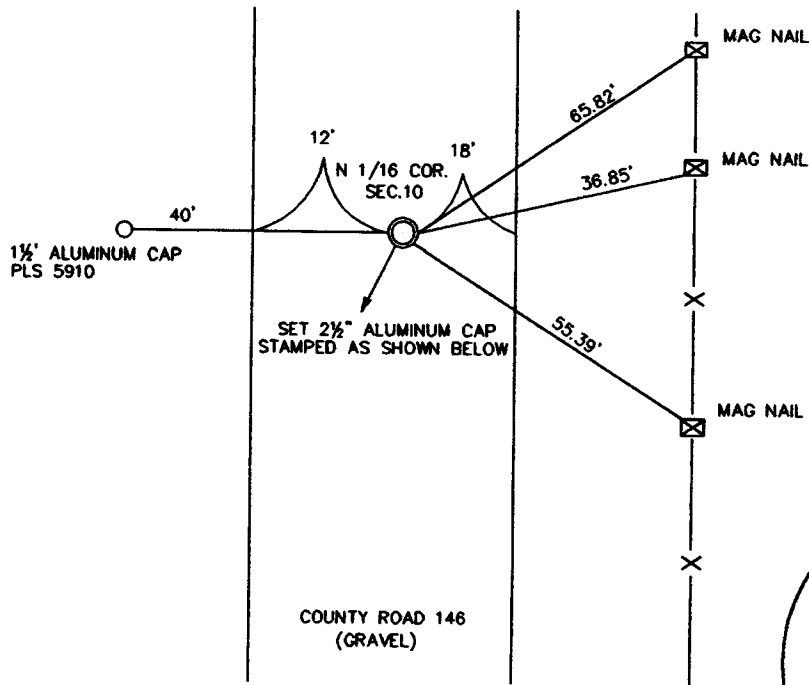 MAG NAIL
65.82'
12'
18'
N 1/16 COR.
SEC.10
36.85'
MAG NAIL
40'
1½' ALUMINUM CAP
PLS 5910
SET 2½" ALUMINUM CAP
STAMPED AS SHOWN BELOW
55.39'
MAG NAIL
COUNTY ROAD 146
(GRAVEL)